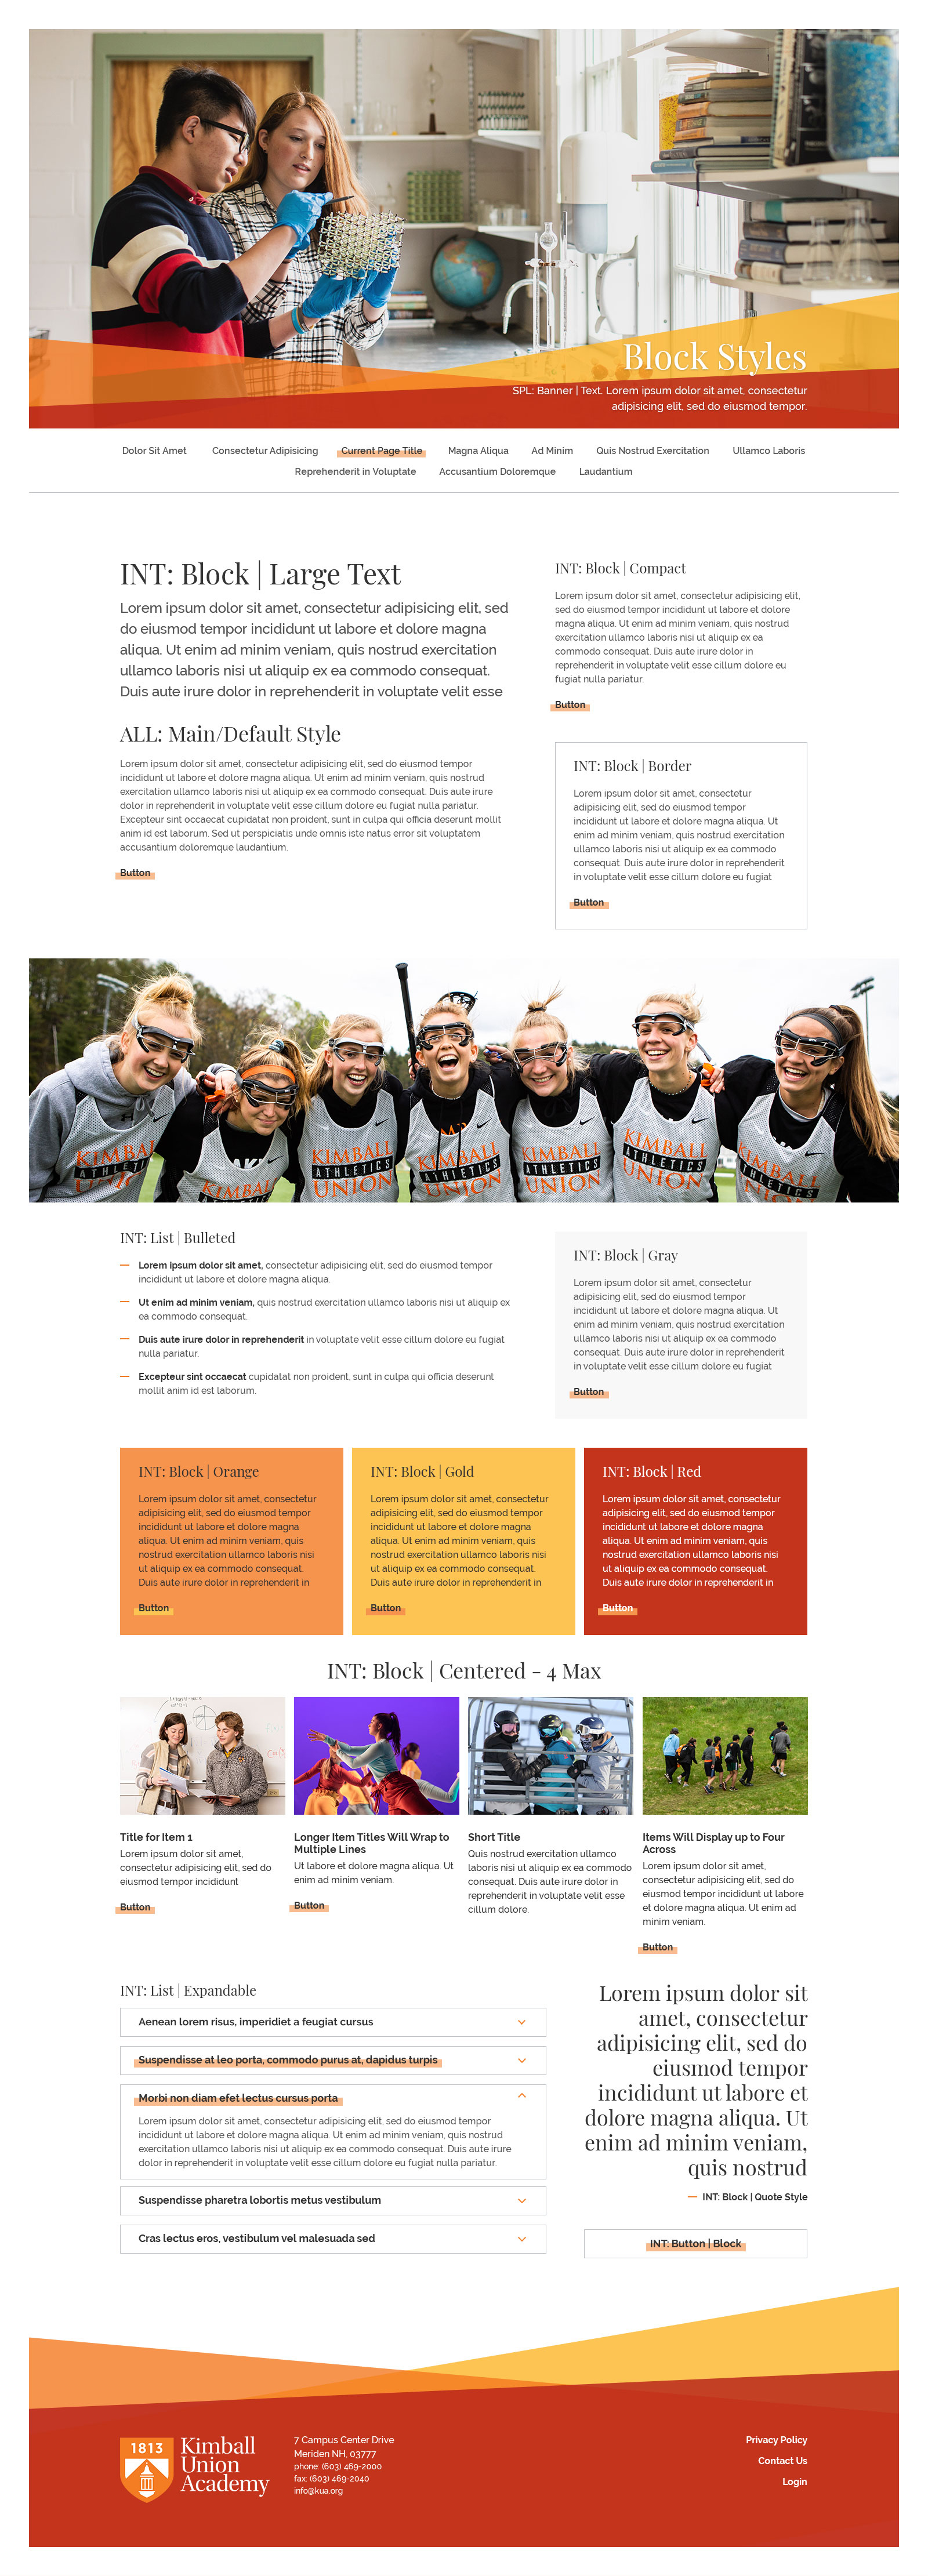 Block Styles
SPL: Banner | Text. Lorem ipsum dolor sit amet, consectetur
adipisicing elit, sed do eiusmod tempor.
Dolor Sit Amet Consectetur Adipisicing Current Page Title Magna Aliqua Ad Minim Quis Nostrud Exercitation Ullamco Laboris
Reprehenderit in Voluptate Accusantium Doloremque Laudantium
INT: Block | Large Text
Lorem ipsum dolor sit amet, consectetur adipisicing elit, sed
do eiusmod tempor incididunt ut labore et dolore magna
aliqua. Ut enim ad minim veniam, quis nostrud exercitation
ullamco laboris nisi ut aliquip ex ea commodo consequat.
Duis aute irure dolor in reprehenderit in voluptate velit esse
ALL: Main/Default Style
Lorem ipsum dolor sit amet, consectetur adipisicing elit, sed do eiusmod tempor
incididunt ut labore et dolore magna aliqua. Ut enim ad minim veniam, quis nostrud
exercitation ullamco laboris nisi ut aliquip ex ea commodo consequat. Duis aute irure
dolor in reprehenderit in voluptate velit esse cillum dolore eu fugiat nulla pariatur.
Excepteur sint occaecat cupidatat non proident, sunt in culpa qui officia deserunt mollit
anim id est laborum. Sed ut perspiciatis unde omnis iste natus error sit voluptatem
accusantium doloremque laudantium.
Button
INT: Block | Compact
Lorem ipsum dolor sit amet, consectetur adipisicing elit,
sed do eiusmod tempor incididunt ut labore et dolore
magna aliqua. Ut enim ad minim veniam, quis nostrud
exercitation ullamco laboris nisi ut aliquip ex ea
commodo consequat. Duis aute irure dolor in
reprehenderit in voluptate velit esse cillum dolore eu
fugiat nulla pariatur.
Button
INT: Block | Border
Lorem ipsum dolor sit amet, consectetur
adipisicing elit, sed do eiusmod tempor
incididunt ut labore et dolore magna aliqua. Ut
enim ad minim veniam, quis nostrud exercitation
ullamco laboris nisi ut aliquip ex ea commodo
consequat. Duis aute irure dolor in reprehenderit
in voluptate velit esse cillum dolore eu fugiat
Button
KIMBALL UNION ATHLETICS
KIMBALL
KIMBALL UNION ATHLETICS
KIMBALL UNION ATHLETICS
KIMBALL UNION ATHLETICS
KIMBALL UNION ATHLETICS
KIMBALL UNION ATHLETICS
INT: List | Bulleted
Lorem ipsum dolor sit amet, consectetur adipisicing elit, sed do eiusmod tempor
incididunt ut labore et dolore magna aliqua.
Ut enim ad minim veniam, quis nostrud exercitation ullamco laboris nisi ut aliquip ex
ea commodo consequat.
Duis aute irure dolor in reprehenderit in voluptate velit esse cillum dolore eu fugiat
nulla pariatur.
Excepteur sint occaecat cupidatat non proident, sunt in culpa qui officia deserunt
mollit anim id est laborum.
INT: Block | Gray
Lorem ipsum dolor sit amet, consectetur
adipisicing elit, sed do eiusmod tempor
incididunt ut labore et dolore magna aliqua. Ut
enim ad minim veniam, quis nostrud exercitation
ullamco laboris nisi ut aliquip ex ea commodo
consequat. Duis aute irure dolor in reprehenderit
in voluptate velit esse cillum dolore eu fugiat
Button
INT: Block | Orange
Lorem ipsum dolor sit amet, consectetur
adipisicing elit, sed do eiusmod tempor
incididunt ut labore et dolore magna
aliqua. Ut enim ad minim veniam, quis
nostrud exercitation ullamco laboris nisi
ut aliquip ex ea commodo consequat.
Duis aute irure dolor in reprehenderit in
Button
INT: Block | Gold
Lorem ipsum dolor sit amet, consectetur
adipisicing elit, sed do eiusmod tempor
incididunt ut labore et dolore magna
aliqua. Ut enim ad minim veniam, quis
nostrud exercitation ullamco laboris nisi
ut aliquip ex ea commodo consequat.
Duis aute irure dolor in reprehenderit in
Button
INT: Block | Red
Lorem ipsum dolor sit amet, consectetur
adipisicing elit, sed do eiusmod tempor
incididunt ut labore et dolore magna
aliqua. Ut enim ad minim veniam, quis
nostrud exercitation ullamco laboris nisi
ut aliquip ex ea commodo consequat.
Duis aute irure dolor in reprehenderit in
Button
INT: Block | Centered - 4 Max
Title for Item 1
Lorem ipsum dolor sit amet,
consectetur adipisicing elit, sed do
eiusmod tempor incididunt
Button
Longer Item Titles Will Wrap to
Multiple Lines
Ut labore et dolore magna aliqua. Ut
enim ad minim veniam.
Button
Short Title
Quis nostrud exercitation ullamco
laboris nisi ut aliquip ex ea commodo
consequat. Duis aute irure dolor in
reprehenderit in voluptate velit esse
cillum dolore.
Items Will Display up to Four
Across
Lorem ipsum dolor sit amet,
consectetur adipisicing elit, sed do
eiusmod tempor incididunt ut labore
et dolore magna aliqua. Ut enim ad
minim veniam.
Button
INT: List | Expandable
Aenean lorem risus, imperidiet a feugiat cursus
Suspendisse at leo porta, commodo purus at, dapidus turpis
Morbi non diam efet lectus cursus porta
Lorem ipsum dolor sit amet, consectetur adipisicing elit, sed do eiusmod tempor
incididunt ut labore et dolore magna aliqua. Ut enim ad minim veniam, quis nostrud
exercitation ullamco laboris nisi ut aliquip ex ea commodo consequat. Duis aute irure
dolor in reprehenderit in voluptate velit esse cillum dolore eu fugiat nulla pariatur.
Suspendisse pharetra lobortis metus vestibulum
Cras lectus eros, vestibulum vel malesuada sed
Lorem ipsum dolor sit
amet, consectetur
adipisicing elit, sed do
eiusmod tempor
incididunt ut labore et
dolore magna aliqua. Ut
enim ad minim veniam,
quis nostrud
— INT: Block | Quote Style
INT: Button | Block
1813
Kimball
Union
Academy
7 Campus Center Drive
Meriden NH, 03777
phone: (603) 469-2000
fax: (603) 469-2040
info@kua.org
Privacy Policy
Contact Us
Login